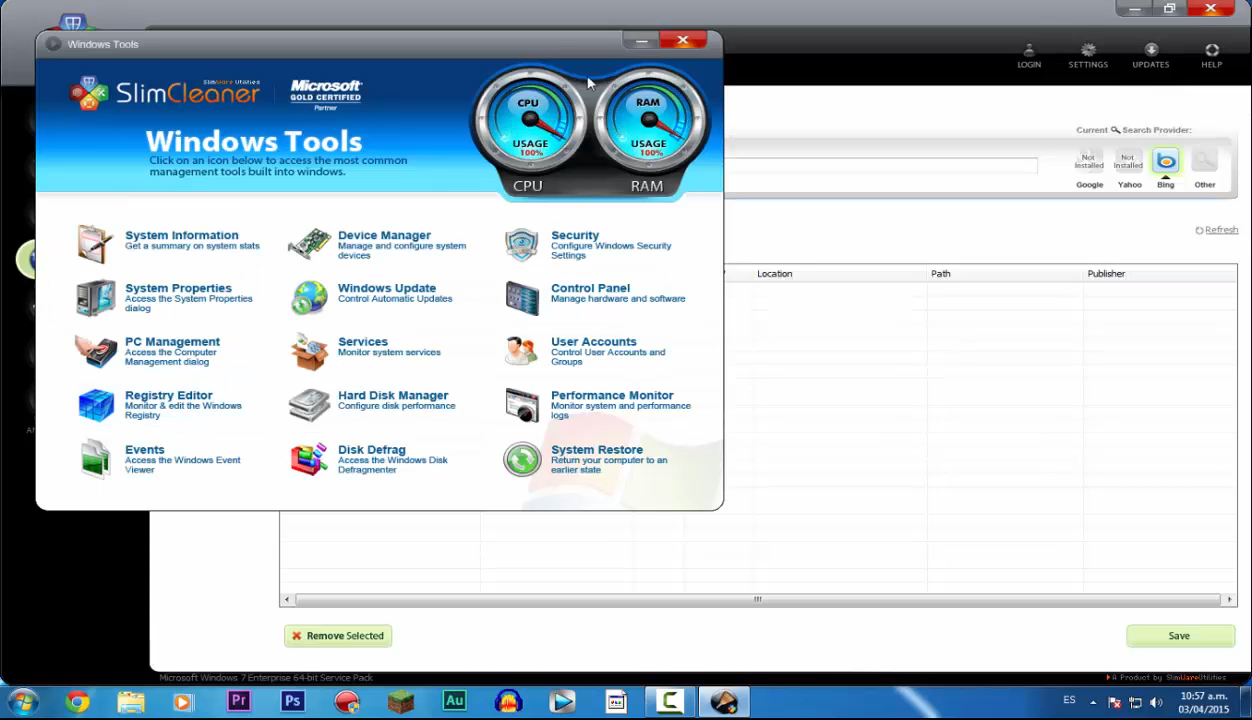 Windows Tools
SlimCleaner
SlimWare Utilities
Microsoft
GOLD CERTIFIED
Partner
Windows Tools
Click on an icon below to access the most common
management tools built into windows.
CPU
USAGE
100%
CPU
RAM
USAGE
100%
RAM
LOGIN
SETTINGS
UPDATES
HELP
Current Search Provider:
Not
Installed
Google
Not
Installed
Yahoo
Bing
Other
Refresh
Location
Path
Publisher
System Information
Get a summary on system stats
Device Manager
Manage and configure system
devices
Security
Configure Windows Security
Settings
System Properties
Access the System Properties
dialog
Windows Update
Control Automatic Updates
Control Panel
Manage hardware and software
PC Management
Access the Computer
Management dialog
Services
Monitor system services
User Accounts
Control User Accounts and
Groups
Registry Editor
Monitor & edit the Windows
Registry
Hard Disk Manager
Configure disk performance
Performance Monitor
Monitor system and performance
logs
Events
Access the Windows Event
Viewer
Disk Defrag
Access the Windows Disk
Defragmenter
System Restore
Return your computer to an
earlier state
Remove Selected
Save
Microsoft Windows 7 Enterprise 64-bit Service Pack
A Product by SlimWareUtilities
Pr
Ps
Au
ES
10:57 a.m.
03/04/2015